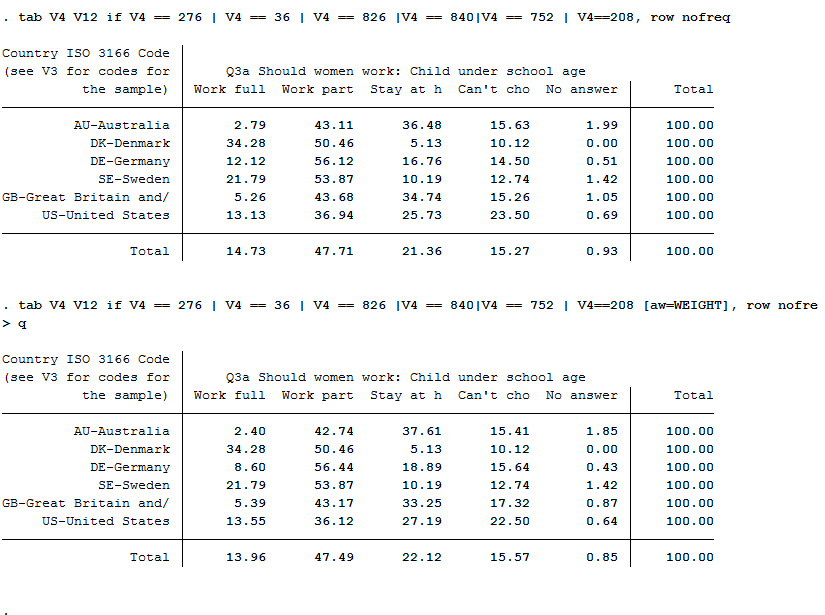 . tab V4 V12 if V4 == 276 | V4 == 36 | V4 == 826 |V4 == 840|V4 == 752 | V4==208, row nofreq
Country ISO 3166 Code
(see V3 for codes for Q3a Should women work: Child under school age
the sample) Work full Work part Stay at h Can't cho No answer Total
AU-Australia 2.79 43.11 36.48 15.63 1.99 100.00
DK-Denmark 34.28 50.46 5.13 10.12 0.00 100.00
DE-Germany 12.12 56.12 16.76 14.50 0.51 100.00
SE-Sweden 21.79 53.87 10.19 12.74 1.42 100.00
GB-Great Britain and/ 5.26 43.68 34.74 15.26 1.05 100.00
US-United States 13.13 36.94 25.73 23.50 0.69 100.00
Total 14.73 47.71 21.36 15.27 0.93 100.00
. tab V4 V12 if V4 == 276 | V4 == 36 | V4 == 826 |V4 == 840|V4 == 752 | V4==208 [aw=WEIGHT], row nofre
> q
Country ISO 3166 Code
(see V3 for codes for Q3a Should women work: Child under school age
the sample) Work full Work part Stay at h Can't cho No answer Total
AU-Australia 2.40 42.74 37.61 15.41 1.85 100.00
DK-Denmark 34.28 50.46 5.13 10.12 0.00 100.00
DE-Germany 8.60 56.44 18.89 15.64 0.43 100.00
SE-Sweden 21.79 53.87 10.19 12.74 1.42 100.00
GB-Great Britain and/ 5.39 43.17 33.25 17.32 0.87 100.00
US-United States 13.55 36.12 27.19 22.50 0.64 100.00
Total 13.96 47.49 22.12 15.57 0.85 100.00
.